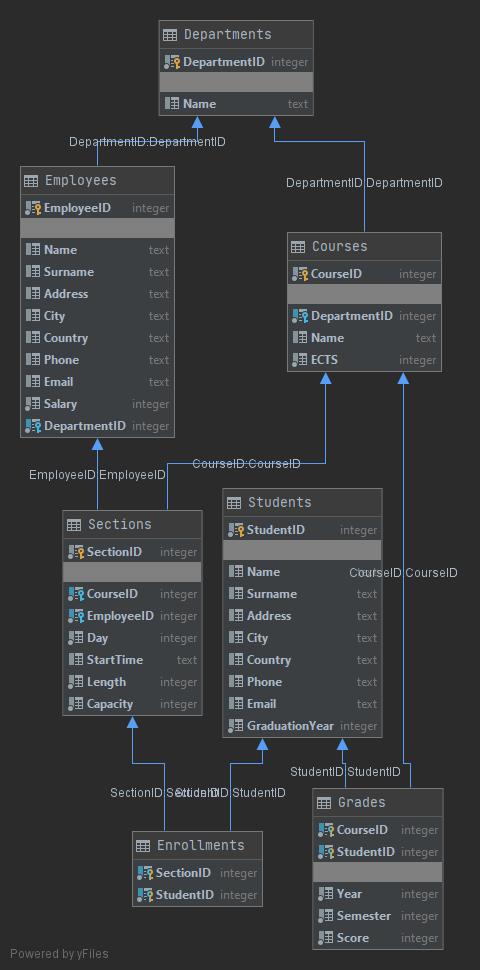 Departments
DepartmentID integer
Name text
DepartmentID:DepartmentID
Employees
EmployeeID integer
Name text
Surname text
Address text
City text
Country text
Phone text
Email text
Salary integer
DepartmentID integer
DepartmentID:DepartmentID
Courses
CourseID integer
DepartmentID integer
Name text
ECTS integer
EmployeeID:EmployeeID
CourseID:CourseID
Sections
SectionID integer
CourseID integer
EmployeeID integer
Day integer
StartTime text
Length integer
Capacity integer
Students
StudentID integer
Name text
Surname text
Address text
City text
Country text
Phone text
Email text
GraduationYear integer
CourseID:CourseID
SectionID:SectionID
StudentID:StudentID
StudentID:StudentID
Enrollments
SectionID integer
StudentID integer
Grades
CourseID integer
StudentID integer
Year integer
Semester integer
Score integer
Powered by yFiles